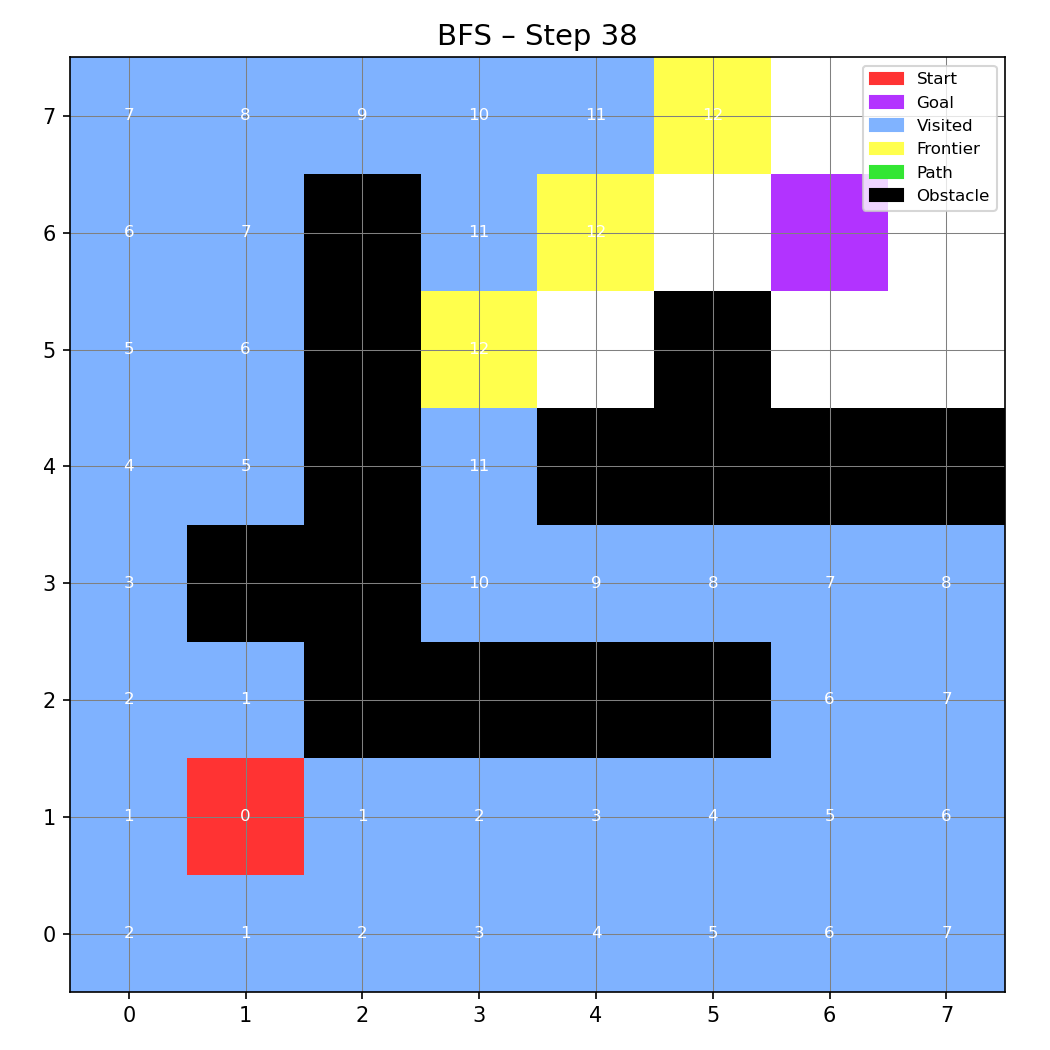 BFS – Step 38
Start
Goal
Visited
Frontier
Path
Obstacle
7 7 8 9 10 11 12
6 6 7 11 12
5 5 6 12
4 4 5 11
3 3 10 9 8 7 8
2 2 1 6 7
1 1 0 1 2 3 4 5 6
0 2 1 2 3 4 5 6 7
0 1 2 3 4 5 6 7